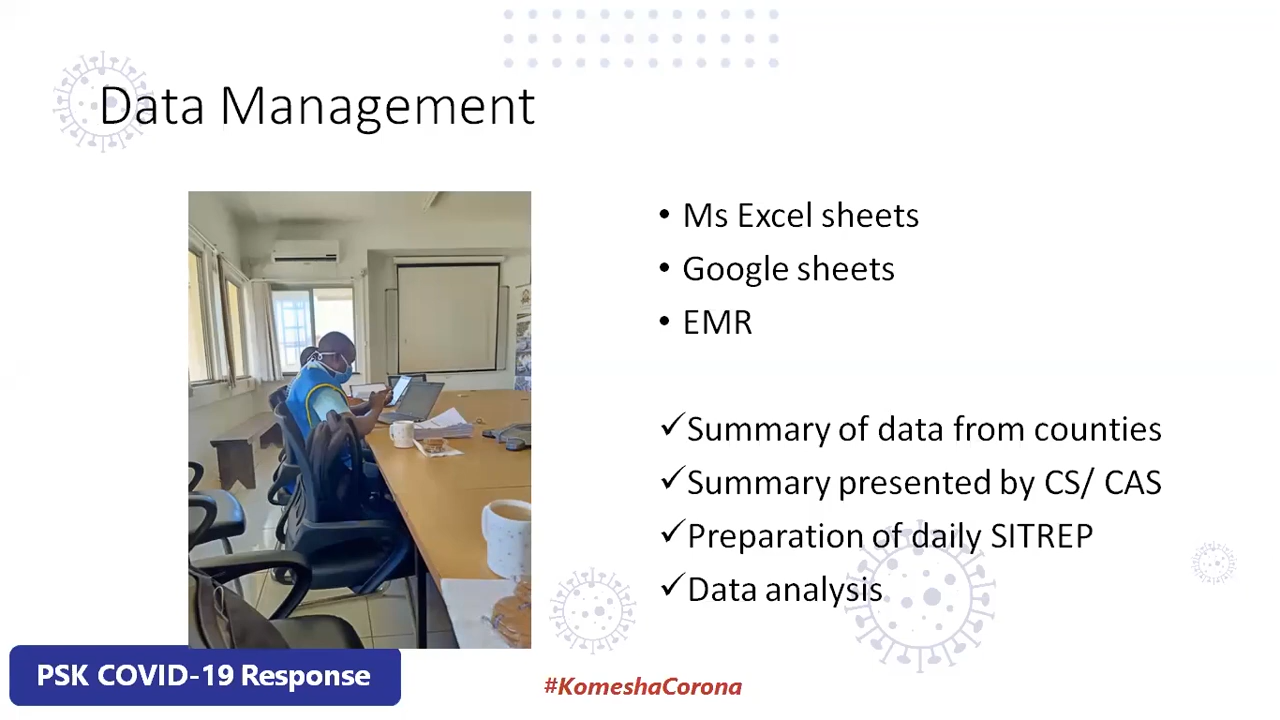 Data Management
• Ms Excel sheets
• Google sheets
• EMR
✓Summary of data from counties
✓Summary presented by CS/ CAS
✓Preparation of daily SITREP
✓Data analysis
PSK COVID-19 Response
#KomeshaCorona